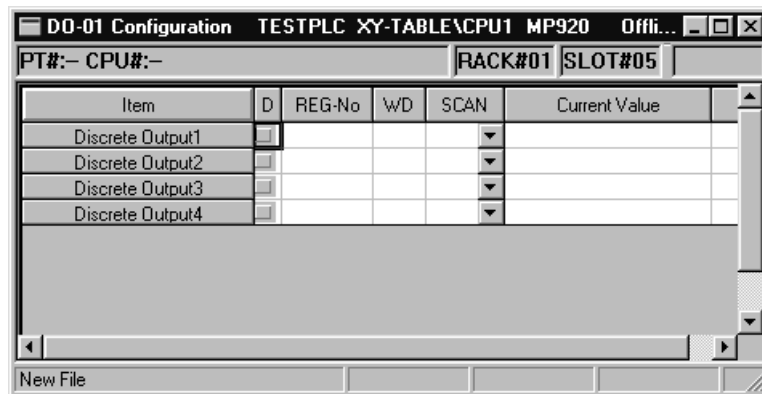 DO-01 Configuration TESTPLC XY-TABLE\CPU1 MP920 Offli...
PT#:– CPU#:– RACK#01 SLOT#05
Item D REG-No WD SCAN Current Value
Discrete Output1
Discrete Output2
Discrete Output3
Discrete Output4
New File